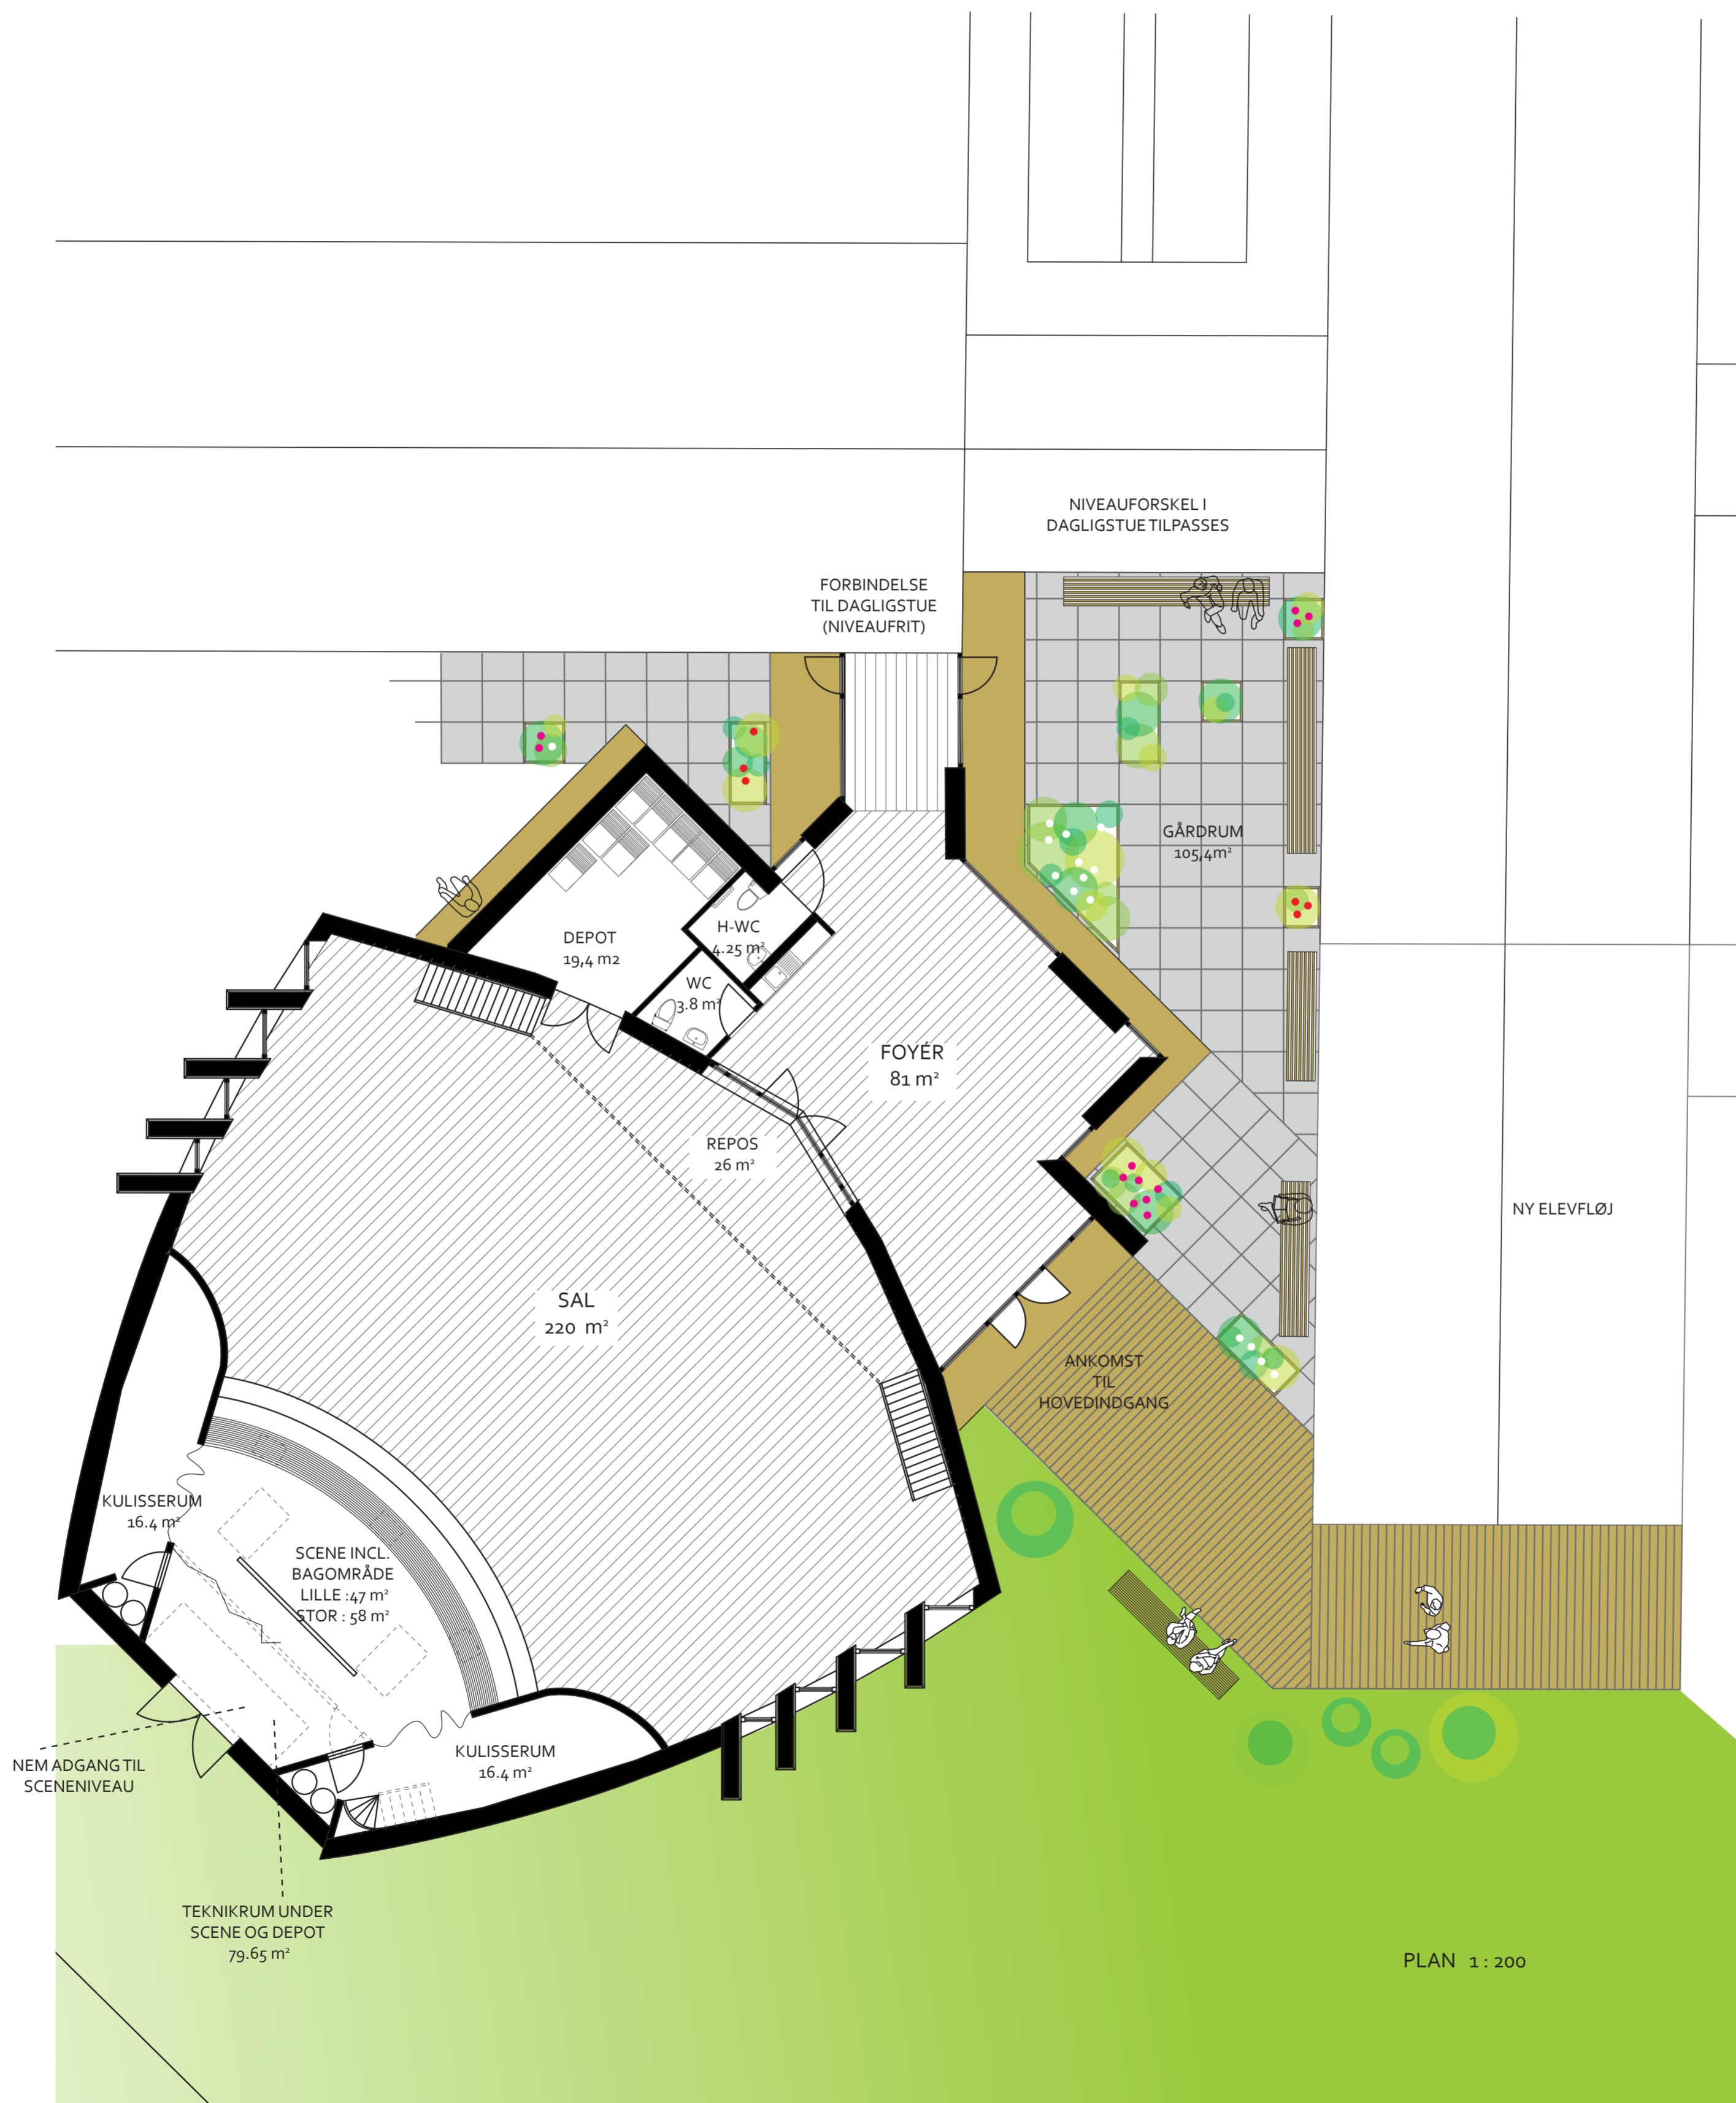 NIVEAUFORSKEL I
DAGLIGSTUE TILPASSES
FORBINDELSE
TIL DAGLIGSTUE
(NIVEAUFRIT)
GÅRDRUM
105,4m²
H-WC
4.25 m²
DEPOT
19,4 m2
WC
3.8 m²
FOYÉR
81 m²
REPOS
26 m²
NY ELEVFLØJ
SAL
220 m²
ANKOMST
TIL
HOVEDINDGANG
KULISSERUM
16.4 m²
SCENE INCL.
BAGOMRÅDE
LILLE :47 m²
STOR : 58 m²
KULISSERUM
16.4 m²
NEM ADGANG TIL
SCENENIVEAU
TEKNIKRUM UNDER
SCENE OG DEPOT
79.65 m²
PLAN 1 : 200